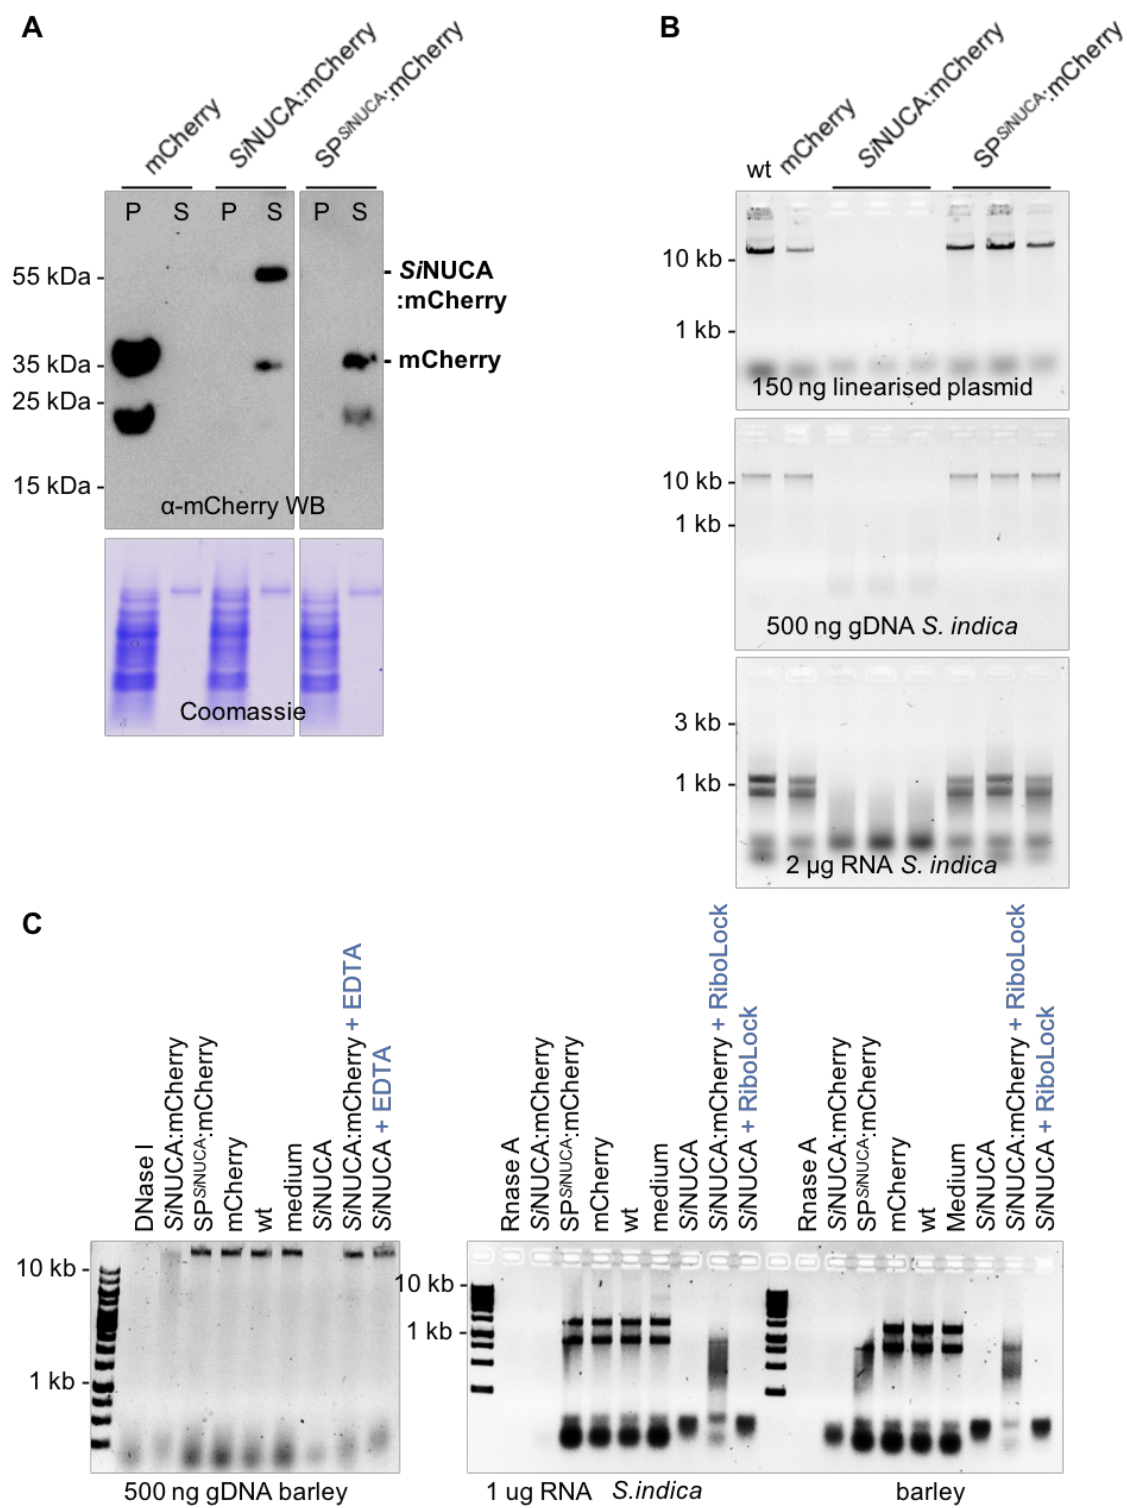 A
mCherry
SiNUCA:mCherry
SPSiNUCA:mCherry
P S P S P S
55 kDa -
35 kDa -
25 kDa -
15 kDa -
- SiNUCA
:mCherry
- mCherry
α-mCherry WB
Coomassie
B
wt
mCherry
SiNUCA:mCherry
SPSiNUCA:mCherry
10 kb -
1 kb -
150 ng linearised plasmid
10 kb -
1 kb -
500 ng gDNA S. indica
3 kb -
1 kb -
2 µg RNA S. indica
C
DNase I
SiNUCA:mCherry
SPSiNUCA:mCherry
mCherry
wt
medium
SiNUCA
SiNUCA:mCherry + EDTA
SiNUCA + EDTA
10 kb -
1 kb -
500 ng gDNA barley
Rnase A
SiNUCA:mCherry
SPSiNUCA:mCherry
mCherry
wt
medium
SiNUCA
SiNUCA:mCherry + RiboLock
SiNUCA + RiboLock
10 kb -
1 kb -
1 ug RNA S.indica
Rnase A
SiNUCA:mCherry
SPSiNUCA:mCherry
mCherry
wt
Medium
SiNUCA
SiNUCA:mCherry + RiboLock
SiNUCA + RiboLock
barley